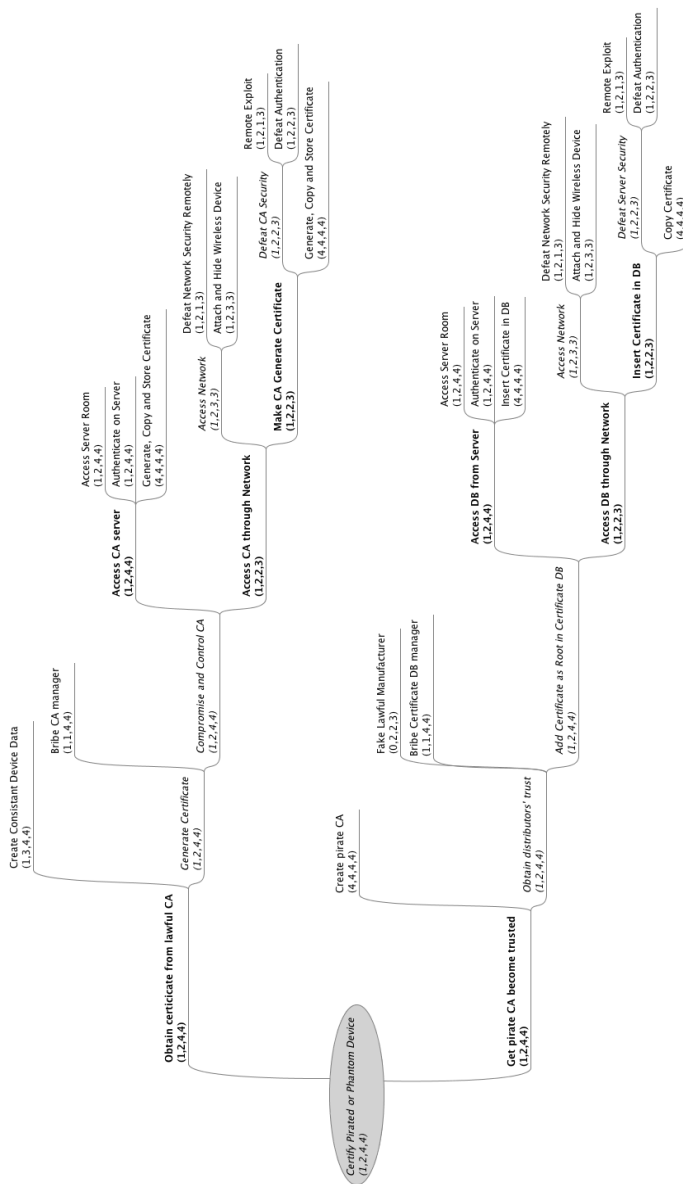 Certify Pirated or Phantom Device
(1,2,4,4)
Obtain certicicate from lawful CA
(1,2,4,4)
Create Consistant Device Data
(1,3,4,4)
Generate Certificate
(1,2,4,4)
Bribe CA manager
(1,1,4,4)
Compromise and Control CA
(1,2,4,4)
Access CA server
(1,2,4,4)
Access Server Room
(1,2,4,4)
Authenticate on Server
(1,2,4,4)
Generate, Copy and Store Certificate
(4,4,4,4)
Access CA through Network
(1,2,2,3)
Access Network
(1,2,3,3)
Defeat Network Security Remotely
(1,2,1,3)
Attach and Hide Wireless Device
(1,2,3,3)
Make CA Generate Certificate
(1,2,2,3)
Defeat CA Security
(1,2,2,3)
Remote Exploit
(1,2,1,3)
Defeat Authentication
(1,2,2,3)
Generate, Copy and Store Certificate
(4,4,4,4)
Get pirate CA become trusted
(1,2,4,4)
Create pirate CA
(4,4,4,4)
Obtain distributors' trust
(1,2,4,4)
Fake Lawful Manufacturer
(0,2,2,3)
Bribe Certificate DB manager
(1,1,4,4)
Add Certificate as Root in Certificate DB
(1,2,4,4)
Access DB from Server
(1,2,4,4)
Access Server Room
(1,2,4,4)
Authenticate on Server
(1,2,4,4)
Insert Certificate in DB
(4,4,4,4)
Access DB through Network
(1,2,2,3)
Access Network
(1,2,3,3)
Defeat Network Security Remotely
(1,2,1,3)
Attach and Hide Wireless Device
(1,2,3,3)
Insert Certificate in DB
(1,2,2,3)
Defeat Server Security
(1,2,2,3)
Remote Exploit
(1,2,1,3)
Defeat Authentication
(1,2,2,3)
Copy Certificate
(4,4,4,4)